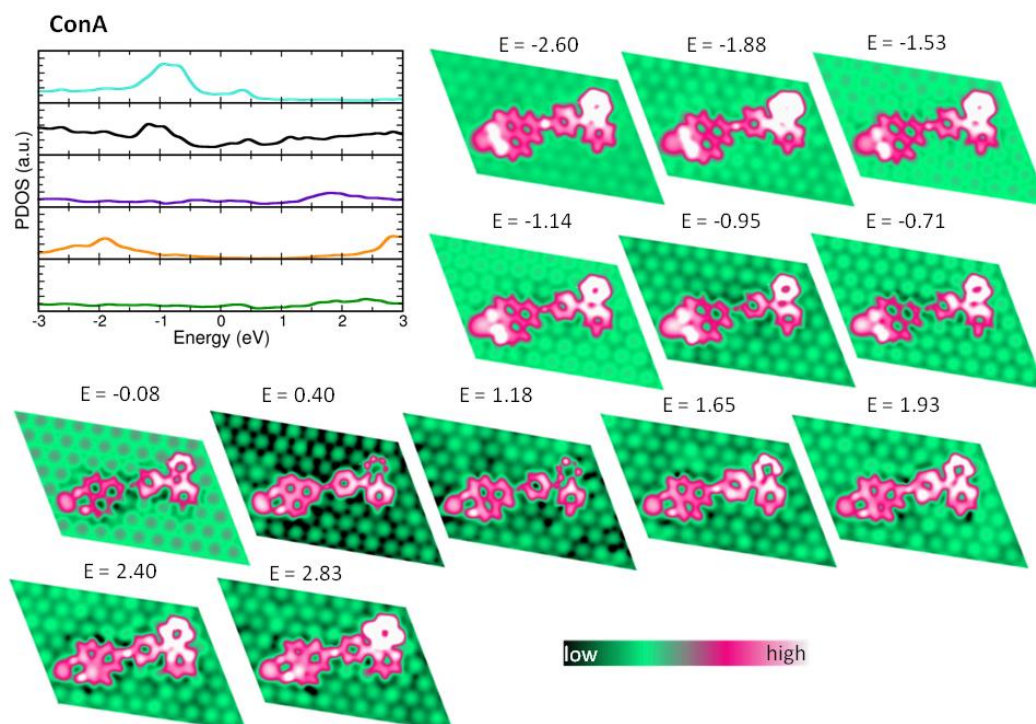 ConA
PDOS (a.u.)
-3 -2 -1 0 1 2 3
Energy (eV)
E = -2.60
E = -1.88
E = -1.53
E = -1.14
E = -0.95
E = -0.71
E = -0.08
E = 0.40
E = 1.18
E = 1.65
E = 1.93
E = 2.40
E = 2.83
low
high